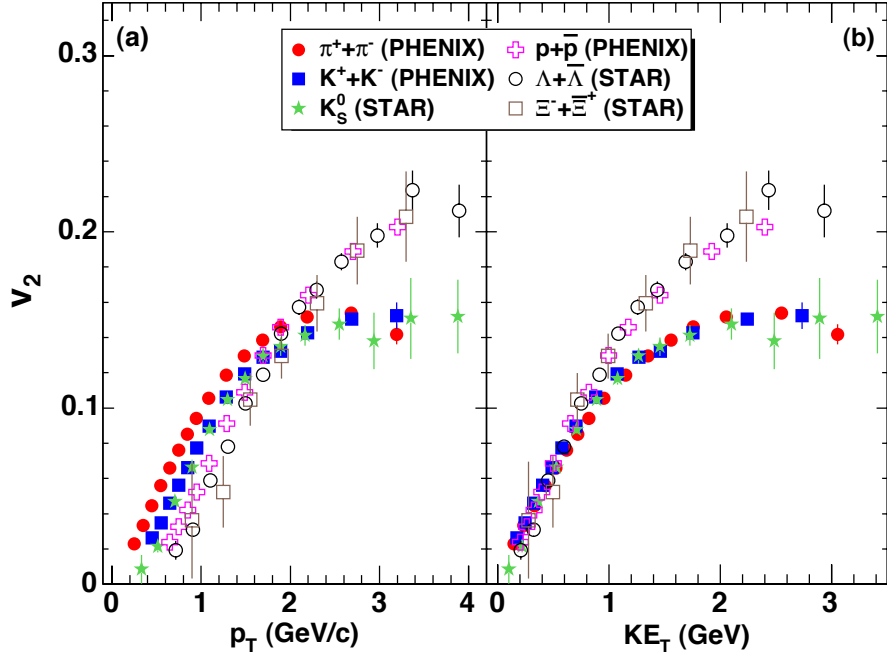 (a)
(b)
π⁺+π⁻ (PHENIX)
K⁺+K⁻ (PHENIX)
K⁰_S (STAR)
p+p̅ (PHENIX)
Λ+Λ̅ (STAR)
Ξ⁻+Ξ̅⁺ (STAR)
v₂
0.3
0.2
0.1
0
0 1 2 3 4
p_T (GeV/c)
0 1 2 3
KE_T (GeV)